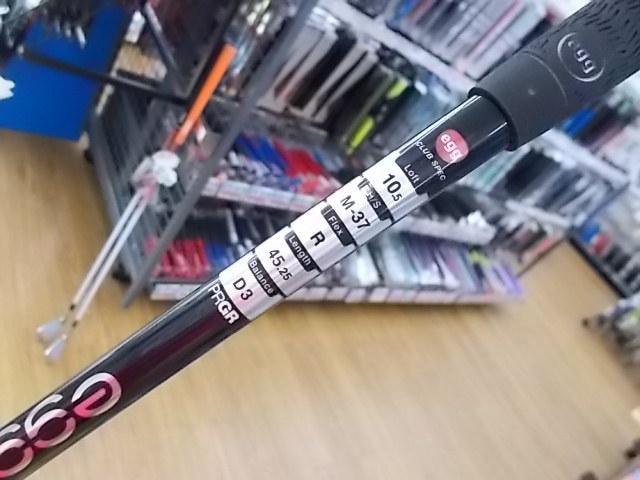 egg
egg
CLUB SPEC
Loft
10.5
H/S
M-37
Flex
R
Length
45.25
Balance
D3
PRGR
egg